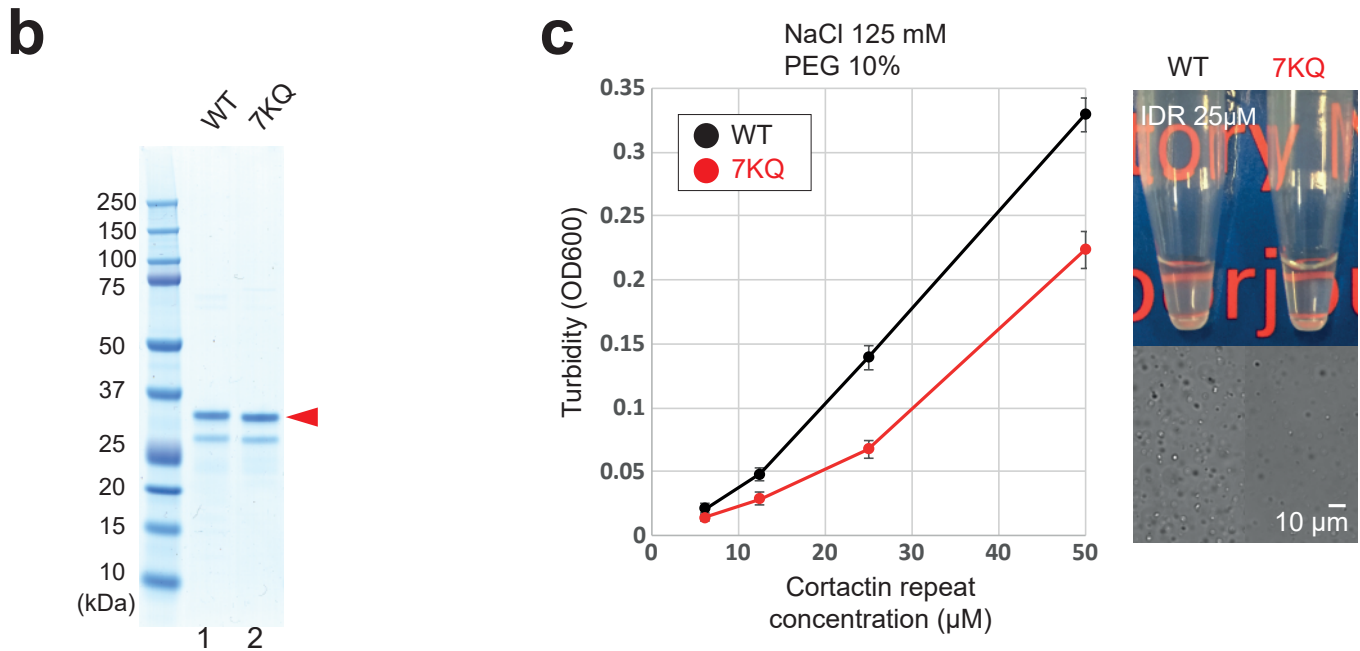 b
WT
7KQ
250
150
100
75
50
37
25
20
15
10
(kDa)
1
2
c
NaCl 125 mM
PEG 10%
WT
7KQ
0.35
0.3
0.25
0.2
0.15
0.1
0.05
0
Turbidity (OD600)
0
10
20
30
40
50
Cortactin repeat
concentration (µM)
WT
7KQ
IDR 25µM
10 µm